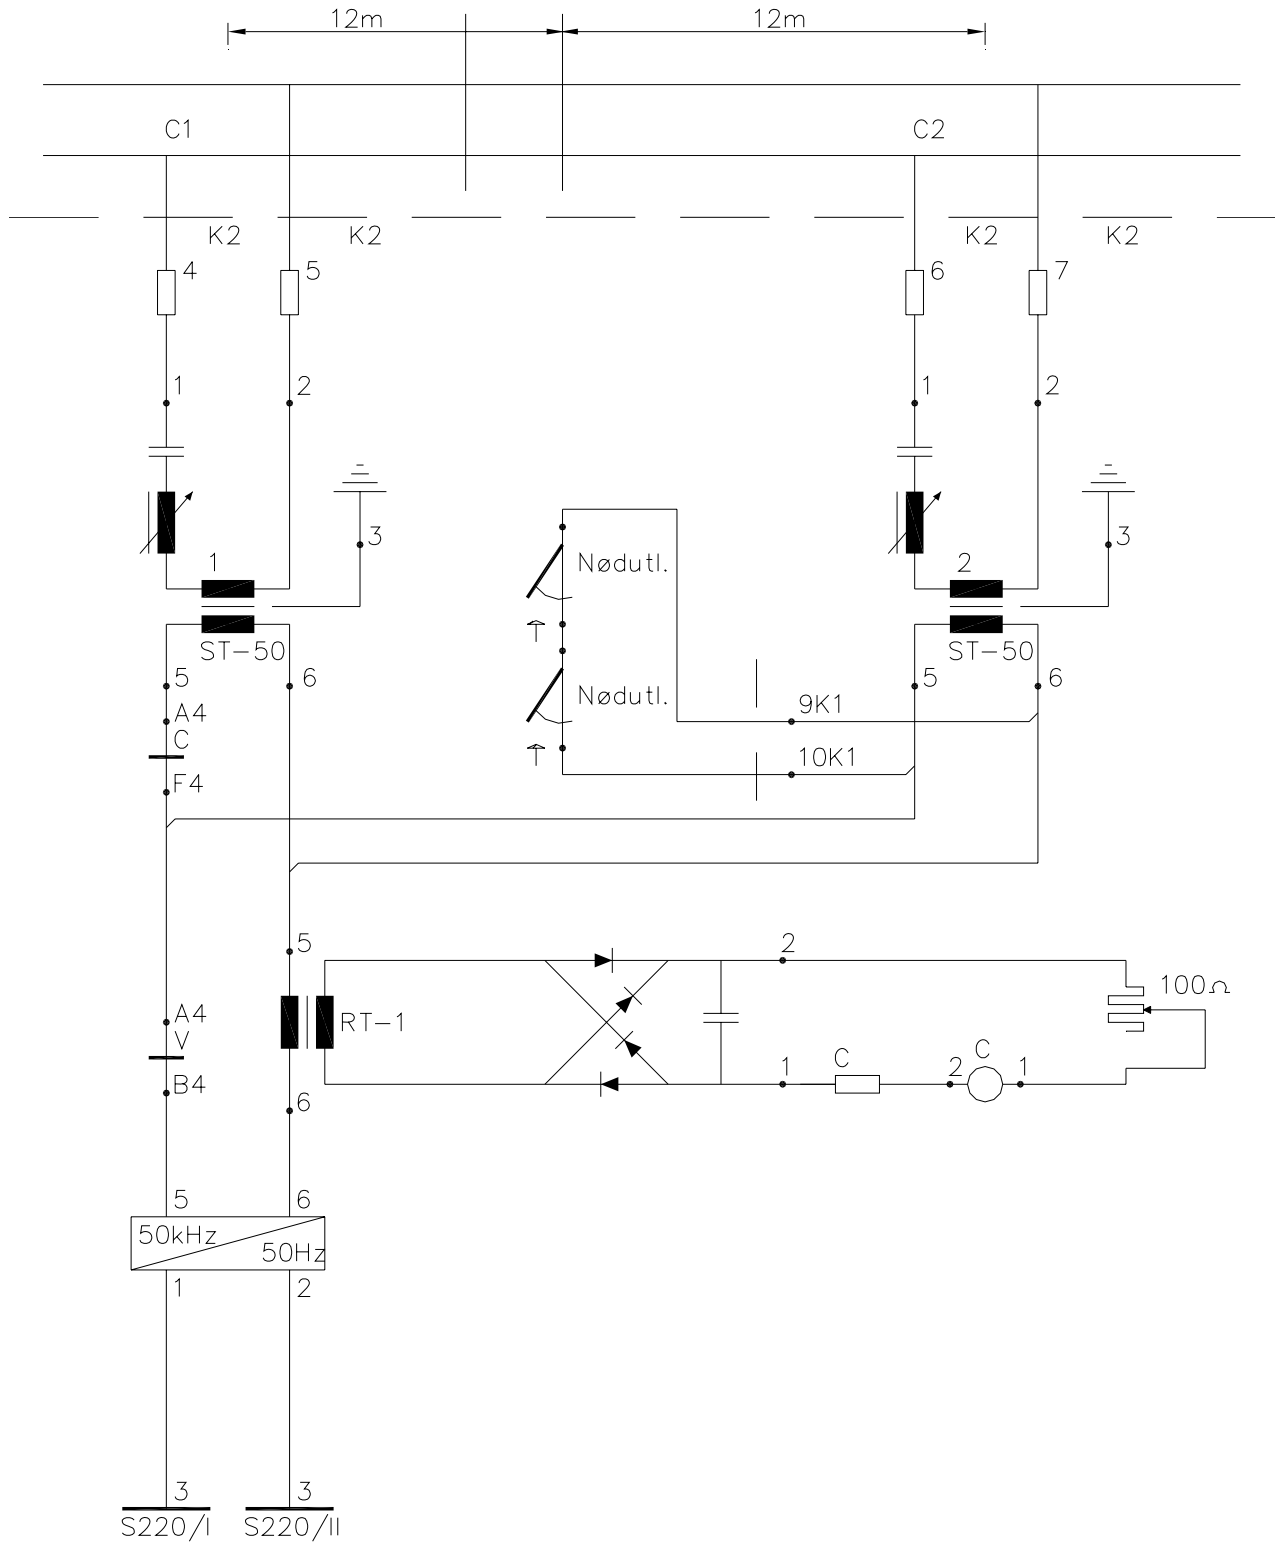 12m 12m
C1 C2
K2 K2 K2 K2
4 5 6 7
1 2 1 2
3 3
1 Nødutl. 2
ST-50 ST-50
5 6 Nødutl. 5 6
A4 9K1
C
F4 10K1
5 2
100Ω
A4 RT-1
V
B4 1 C 2 C 1
6
5 6
50kHz
50Hz
1 2
3 3
S220/I S220/II